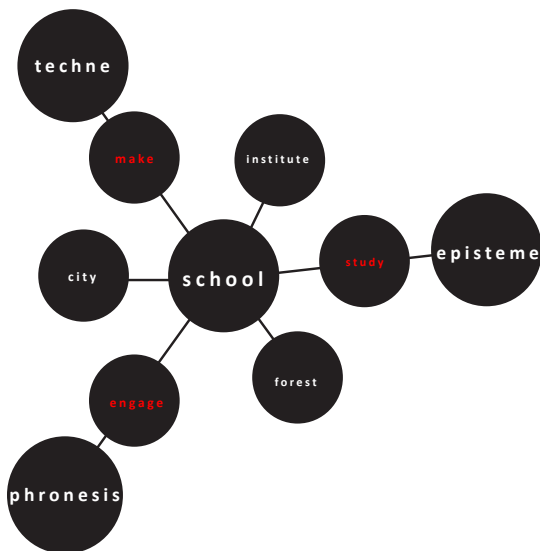 techne
make
institute
study
episteme
city
school
forest
engage
phronesis